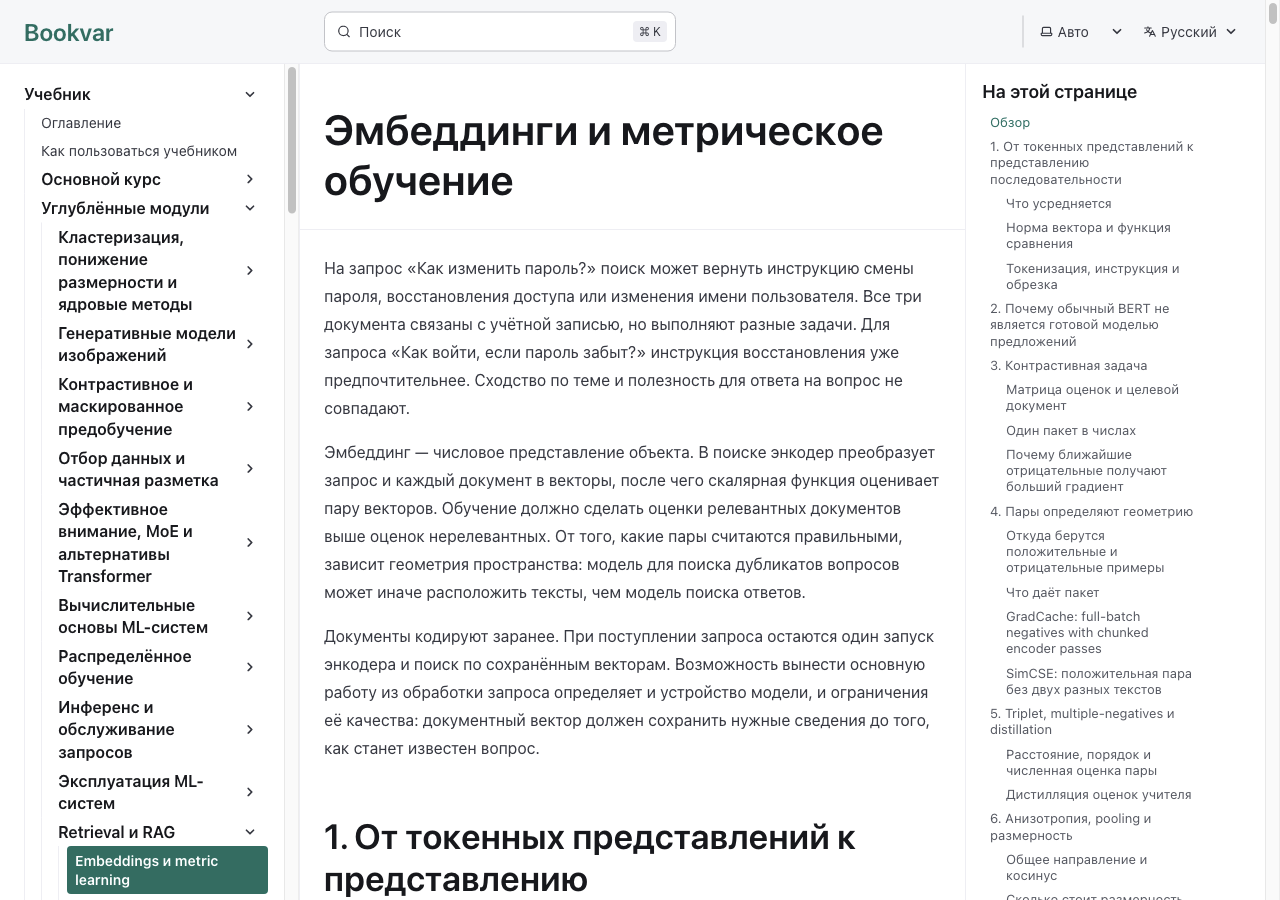 Bookvar
Поиск
⌘ K
Авто
Русский
Учебник
Оглавление
Как пользоваться учебником
Основной курс
Углублённые модули
Кластеризация,
понижение
размерности и
ядровые методы
Генеративные модели
изображений
Контрастивное и
маскированное
предобучение
Отбор данных и
частичная разметка
Эффективное
внимание, MoE и
альтернативы
Transformer
Вычислительные
основы ML-систем
Распределённое
обучение
Инференс и
обслуживание
запросов
Эксплуатация ML-
систем
Retrieval и RAG
Embeddings и metric
learning
Эмбеддинги и метрическое
обучение
На запрос «Как изменить пароль?» поиск может вернуть инструкцию смены
пароля, восстановления доступа или изменения имени пользователя. Все три
документа связаны с учётной записью, но выполняют разные задачи. Для
запроса «Как войти, если пароль забыт?» инструкция восстановления уже
предпочтительнее. Сходство по теме и полезность для ответа на вопрос не
совпадают.
Эмбеддинг — числовое представление объекта. В поиске энкодер преобразует
запрос и каждый документ в векторы, после чего скалярная функция оценивает
пару векторов. Обучение должно сделать оценки релевантных документов
выше оценок нерелевантных. От того, какие пары считаются правильными,
зависит геометрия пространства: модель для поиска дубликатов вопросов
может иначе расположить тексты, чем модель поиска ответов.
Документы кодируют заранее. При поступлении запроса остаются один запуск
энкодера и поиск по сохранённым векторам. Возможность вынести основную
работу из обработки запроса определяет и устройство модели, и ограничения
её качества: документный вектор должен сохранить нужные сведения до того,
как станет известен вопрос.
1. От токенных представлений к
представлению
На этой странице
Обзор
1. От токенных представлений к
представлению
последовательности
Что усредняется
Норма вектора и функция
сравнения
Токенизация, инструкция и
обрезка
2. Почему обычный BERT не
является готовой моделью
предложений
3. Контрастивная задача
Матрица оценок и целевой
документ
Один пакет в числах
Почему ближайшие
отрицательные получают
больший градиент
4. Пары определяют геометрию
Откуда берутся
положительные и
отрицательные примеры
Что даёт пакет
GradCache: full-batch
negatives with chunked
encoder passes
SimCSE: положительная пара
без двух разных текстов
5. Triplet, multiple-negatives и
distillation
Расстояние, порядок и
численная оценка пары
Дистилляция оценок учителя
6. Анизотропия, pooling и
размерность
Общее направление и
косинус
Сколько стоит размерность